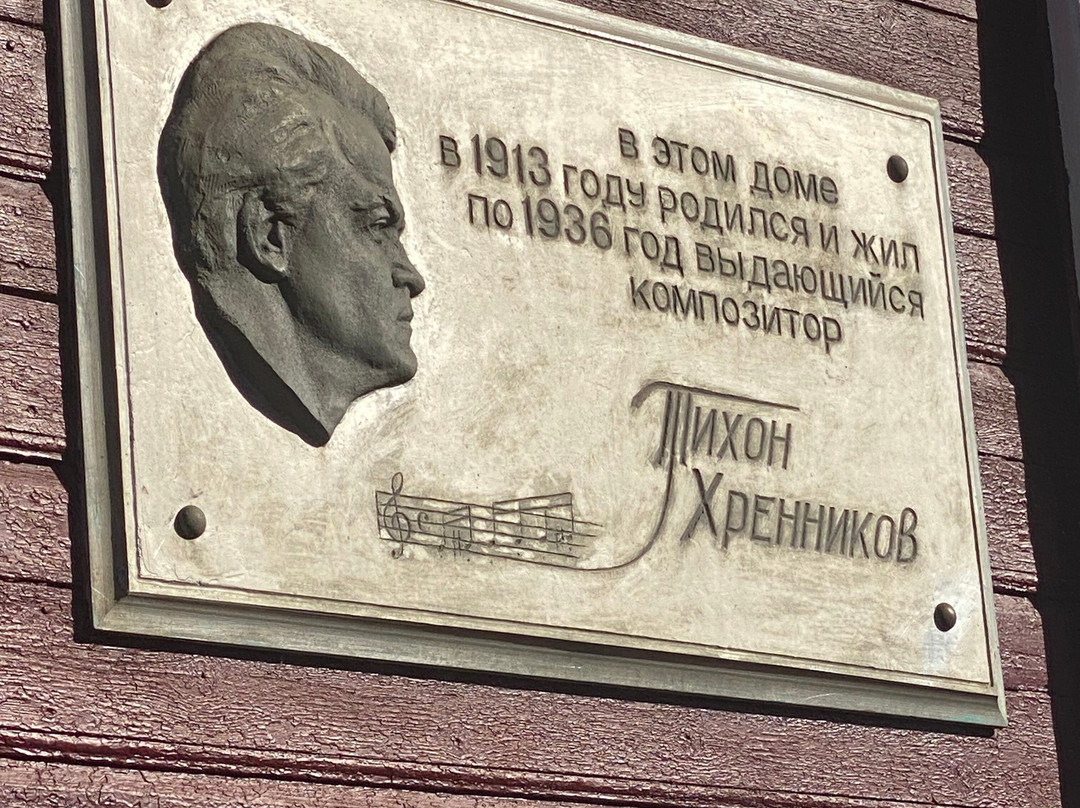 В ЭТОМ ДОМЕ
В 1913 ГОДУ РОДИЛСЯ И ЖИЛ
ПО 1936 ГОД ВЫДАЮЩИЙСЯ
КОМПОЗИТОР
ТИХОН
ХРЕННИКОВ